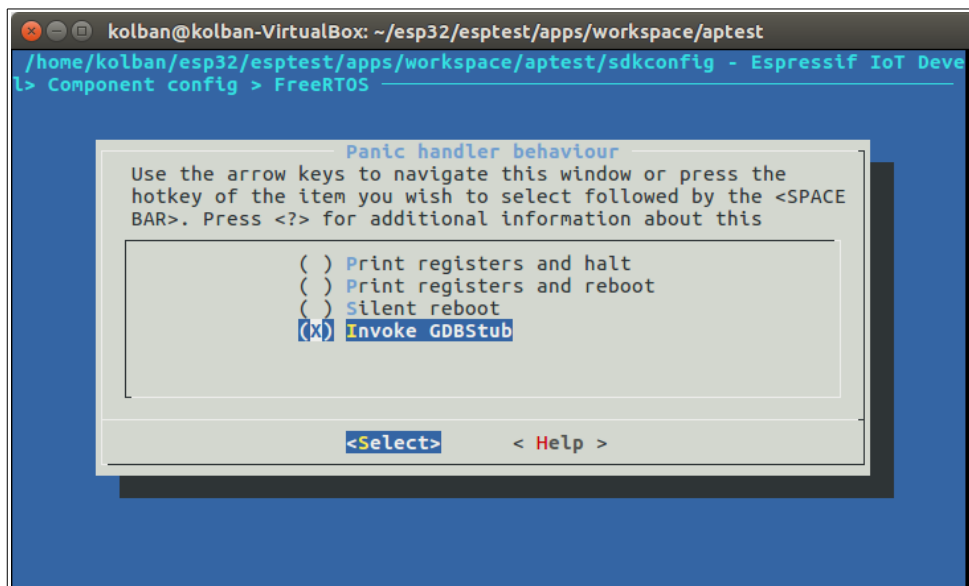 kolban@kolban-VirtualBox: ~/esp32/esptest/apps/workspace/aptest
/home/kolban/esp32/esptest/apps/workspace/aptest/sdkconfig - Espressif IoT Deve
l> Component config > FreeRTOS
Panic handler behaviour
Use the arrow keys to navigate this window or press the
hotkey of the item you wish to select followed by the <SPACE
BAR>. Press <?> for additional information about this
( ) Print registers and halt
( ) Print registers and reboot
( ) Silent reboot
(X) Invoke GDBStub
<Select> < Help >